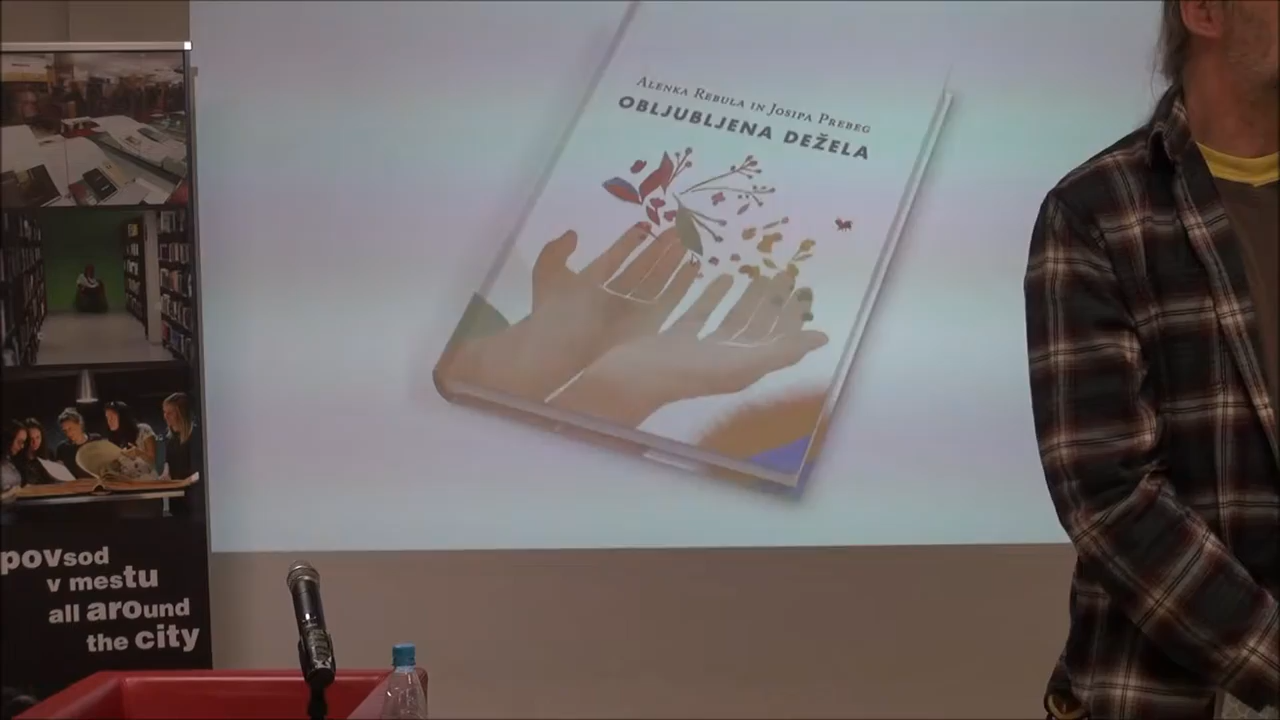 ALENKA REBULA IN JOSIPA PREBEG
OBLJUBLJENA DEŽELA
povsod
v mestu
all around
the city